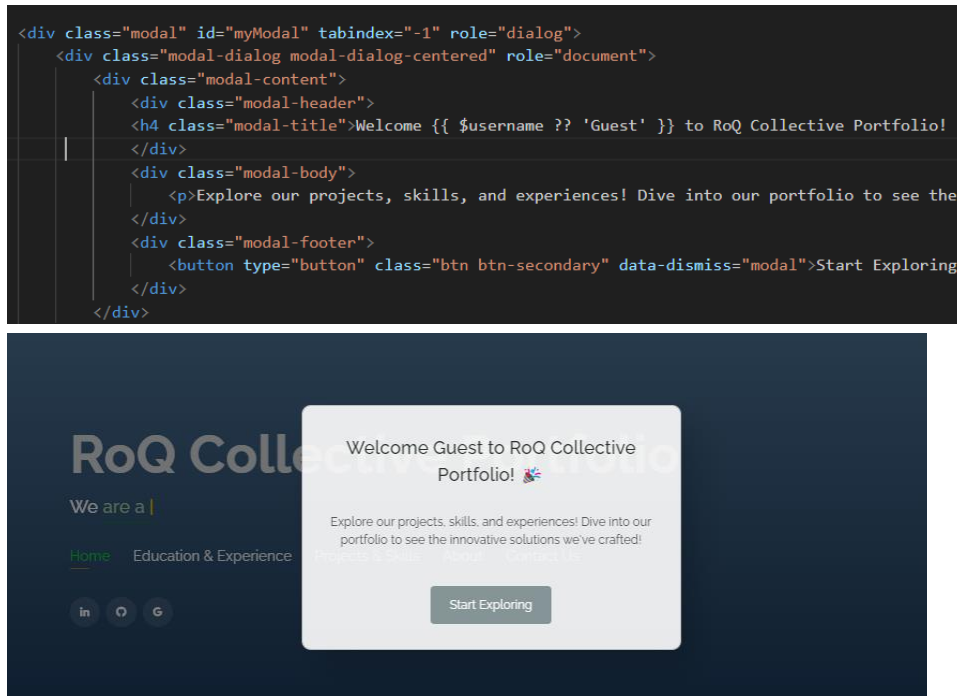 <div class="modal" id="myModal" tabindex="-1" role="dialog">
<div class="modal-dialog modal-dialog-centered" role="document">
<div class="modal-content">
<div class="modal-header">
<h4 class="modal-title">Welcome {{ $username ?? 'Guest' }} to RoQ Collective Portfolio!
</div>
<div class="modal-body">
<p>Explore our projects, skills, and experiences! Dive into our portfolio to see the
</div>
<div class="modal-footer">
<button type="button" class="btn btn-secondary" data-dismiss="modal">Start Exploring
</div>
</div>
RoQ Collective Portfolio
We are a |
Home Education & Experience Projects & Skills About Contact Us
in G
Welcome Guest to RoQ Collective
Portfolio! 🎉
Explore our projects, skills, and experiences! Dive into our
portfolio to see the innovative solutions we've crafted!
Start Exploring